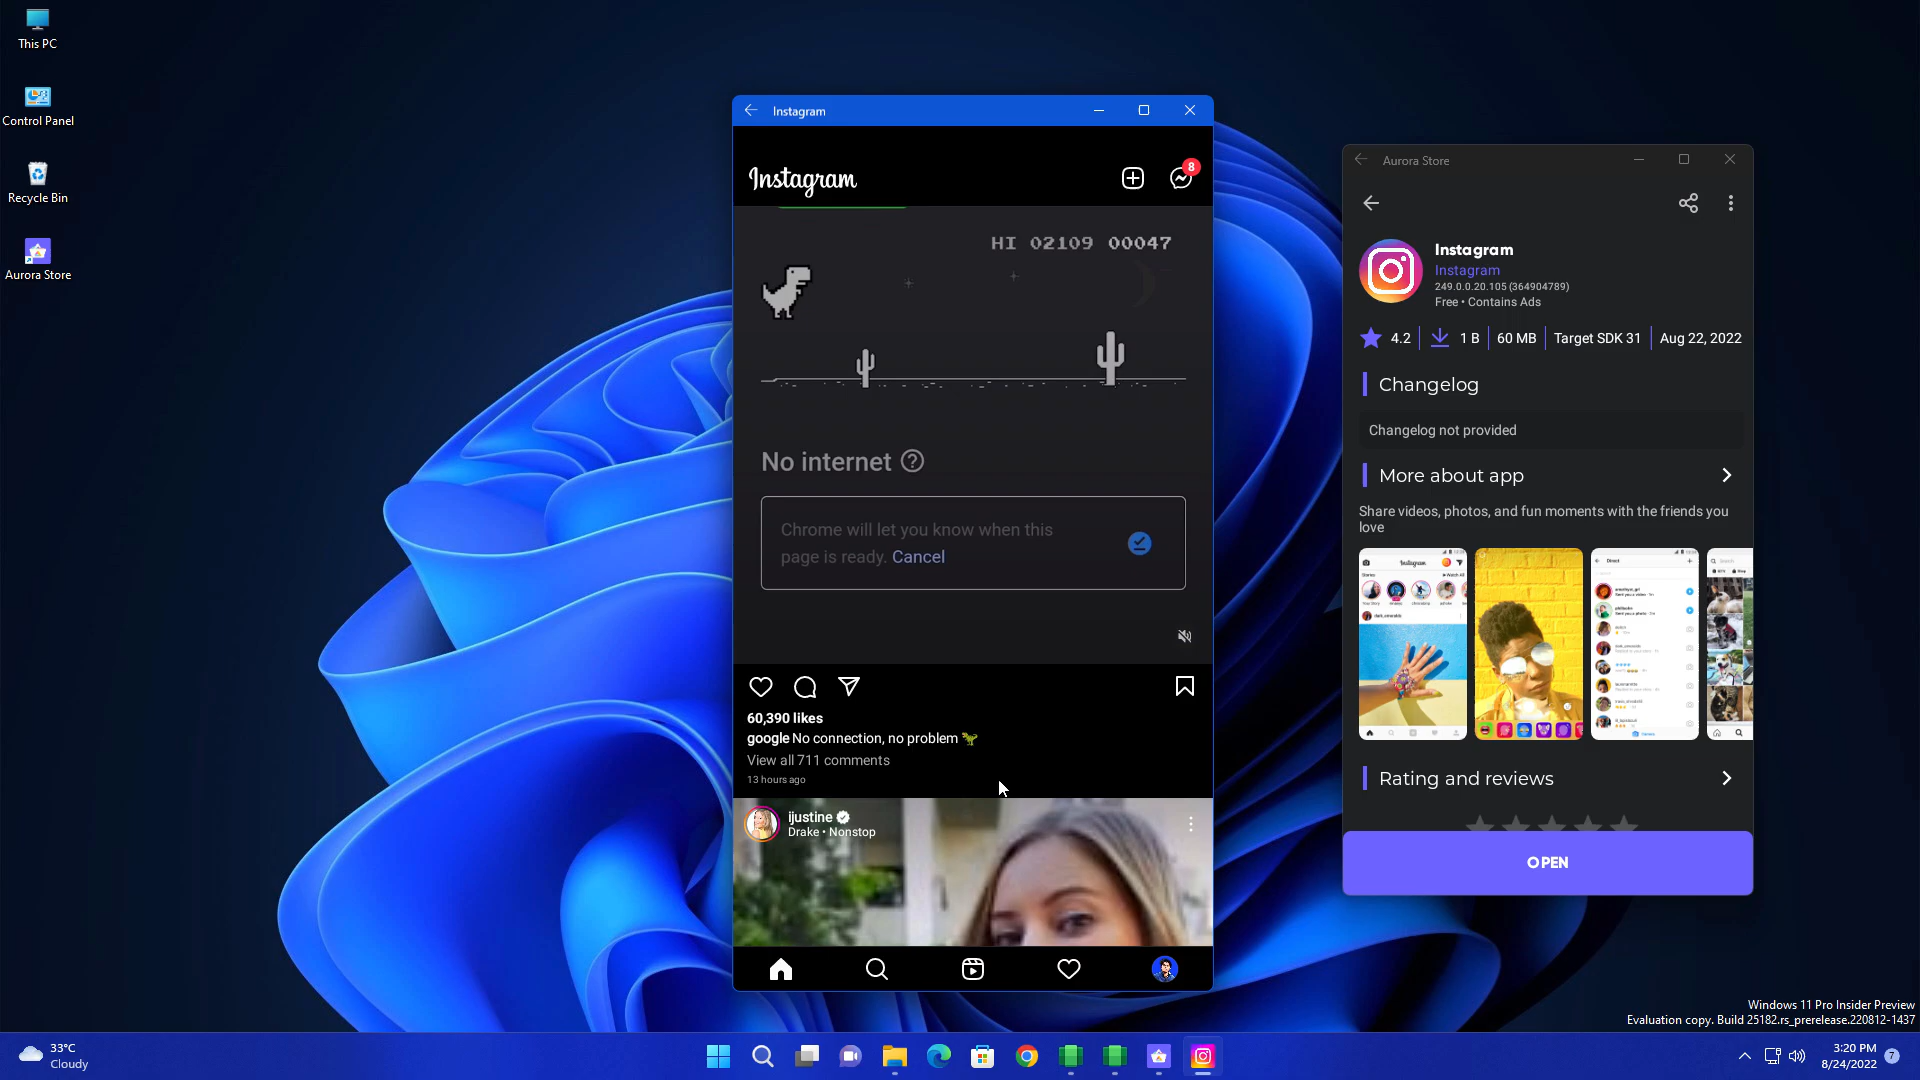 This PC
Control Panel
Recycle Bin
Aurora Store
Instagram
Instagram
8
HI 02109 00047
No internet
Chrome will let you know when this
page is ready. Cancel
60,390 likes
google No connection, no problem 🦖
View all 711 comments
13 hours ago
ijustine
Drake • Nonstop
Aurora Store
Instagram
Instagram
249.0.0.20.105 (364904789)
Free • Contains Ads
4.2 1 B 60 MB Target SDK 31 Aug 22, 2022
Changelog
Changelog not provided
More about app
Share videos, photos, and fun moments with the friends you
love
Instagram
Direct
Rating and reviews
OPEN
Windows 11 Pro Insider Preview
Evaluation copy. Build 25182.rs_prerelease.220812-1437
33°C
Cloudy
3:20 PM
8/24/2022
7